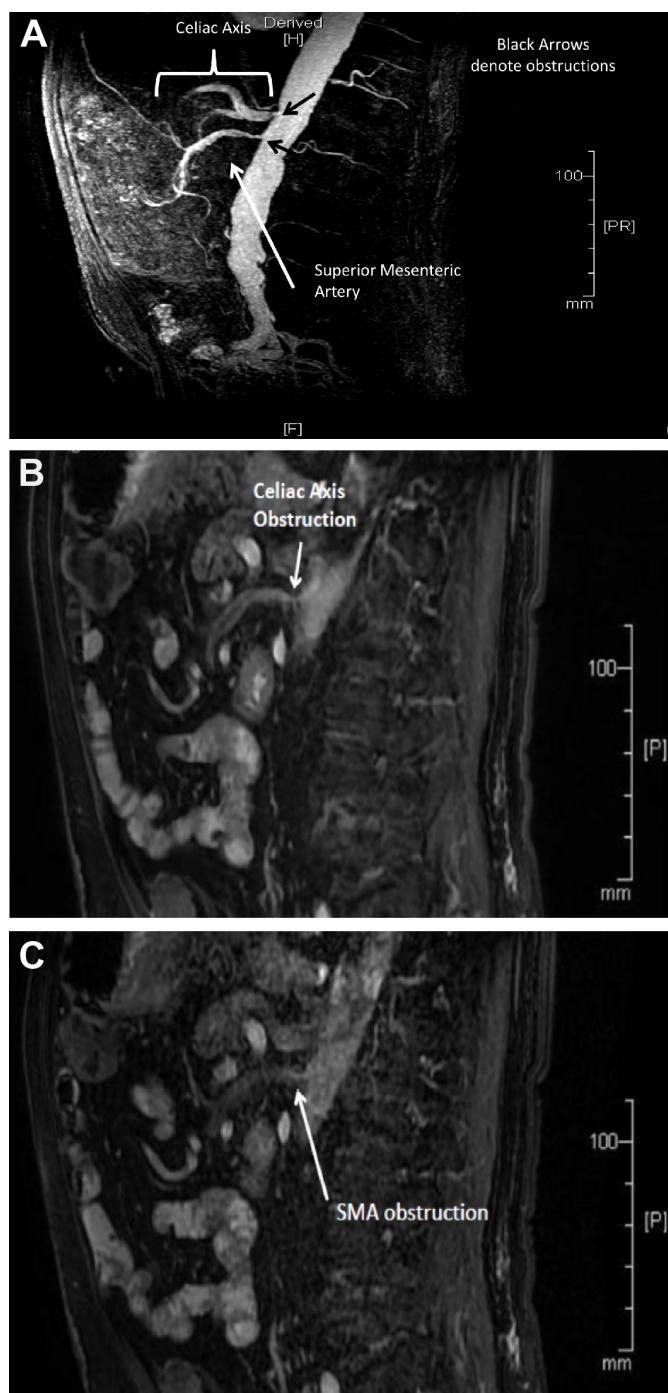 A
Celiac Axis
Derived
[H]
Black Arrows
denote obstructions
100
[PR]
Superior Mesenteric
Artery
mm
[F]
B
Celiac Axis
Obstruction
100
[P]
mm
C
100
SMA obstruction
[P]
mm